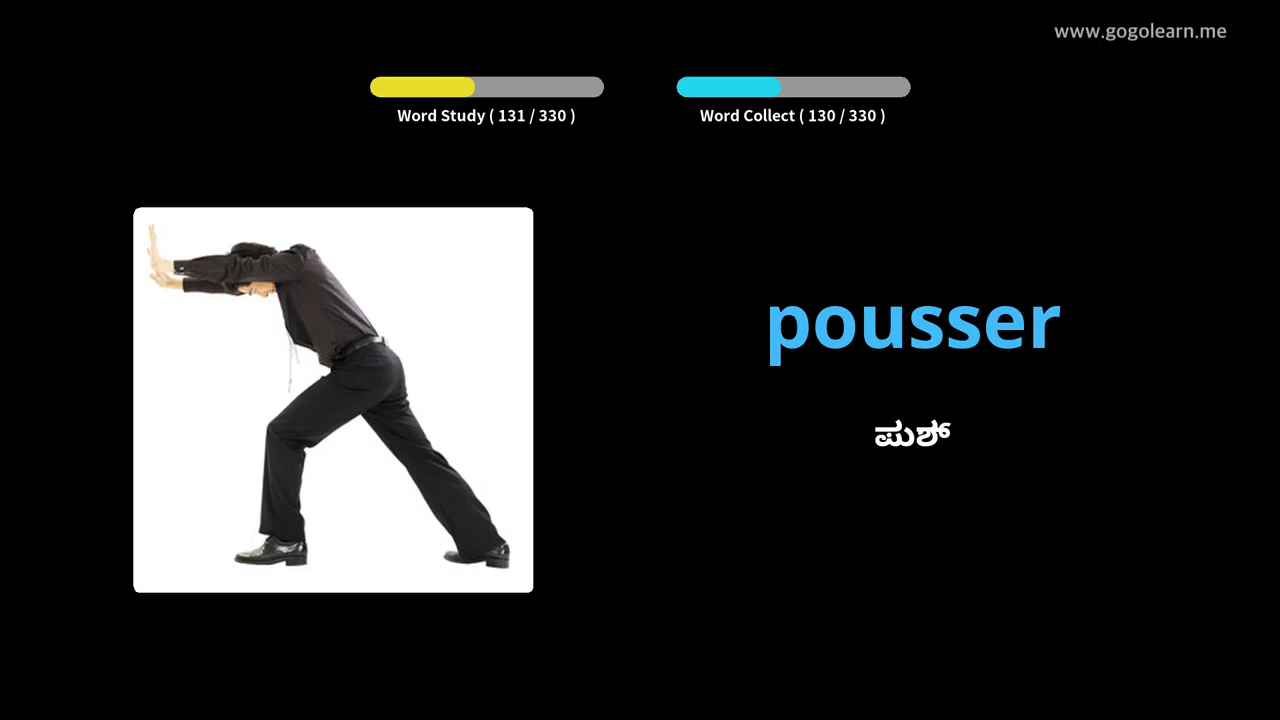 www.gogolearn.me
Word Study ( 131 / 330 )
Word Collect ( 130 / 330 )
pousser
ಪುಶ್